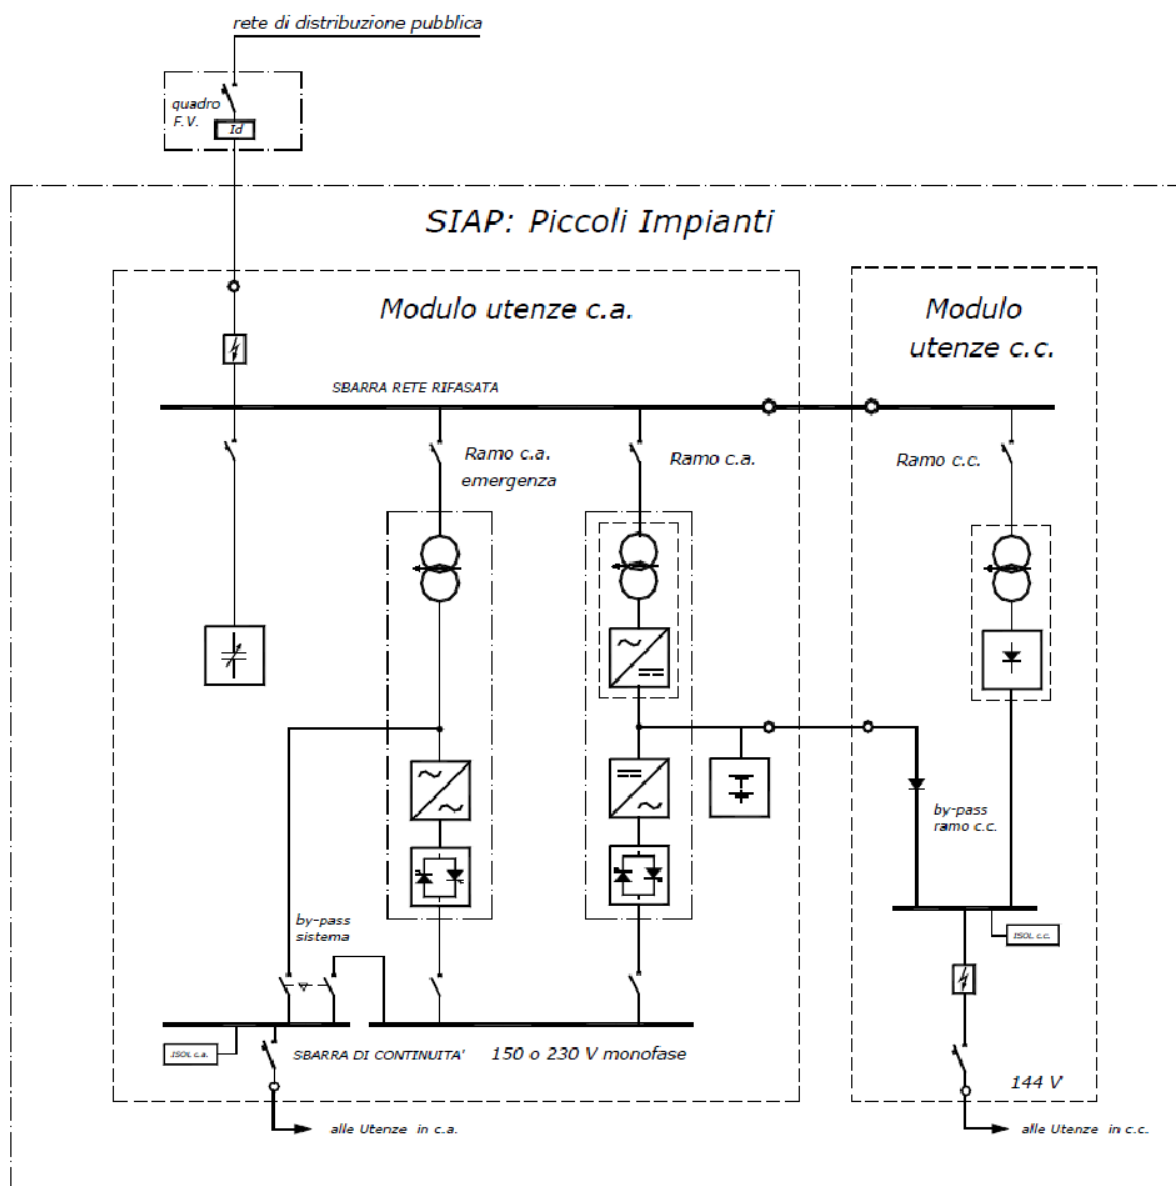 rete di distribuzione pubblica
quadro
F.V.
Id
SIAP: Piccoli Impianti
Modulo utenze c.a.
Modulo
utenze c.c.
SBARRA RETE RIFASATA
Ramo c.a.
emergenza
Ramo c.a.
Ramo c.c.
by-pass
ramo c.c.
by-pass
sistema
ISOL c.c.
ISOL c.a.
SBARRA DI CONTINUITA' 150 o 230 V monofase
144 V
alle Utenze in c.a.
alle Utenze in c.c.